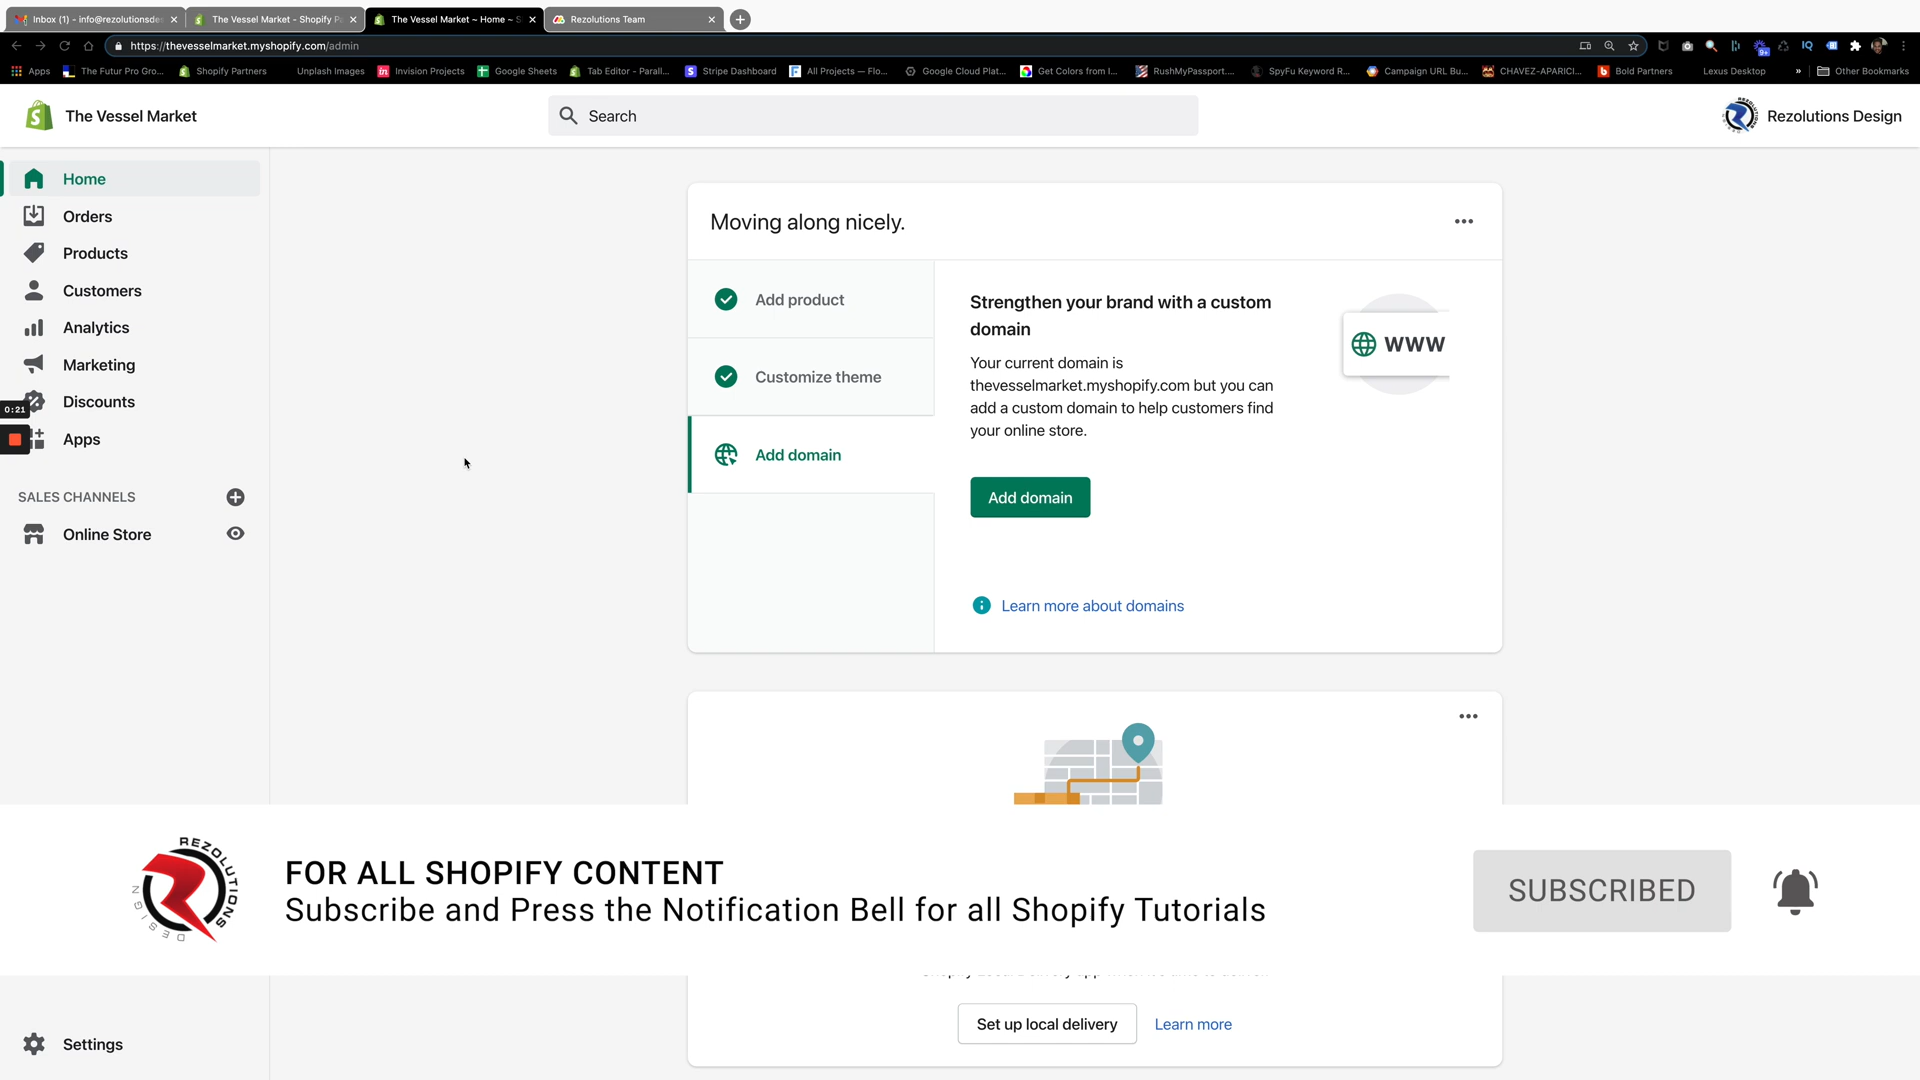 Inbox (1) - info@rezolutionsde
The Vessel Market - Shopify P
The Vessel Market ~ Home ~ S
Rezolutions Team
https://thevesselmarket.myshopify.com/admin
Apps
The Futur Pro Gro...
Shopify Partners
Unplash Images
Invision Projects
Google Sheets
Tab Editor - Parall...
Stripe Dashboard
All Projects — Flo...
Google Cloud Plat...
Get Colors from I...
RushMyPassport....
SpyFu Keyword R...
Campaign URL Bu...
CHAVEZ-APARICI...
Bold Partners
Lexus Desktop
»
Other Bookmarks
The Vessel Market
Search
Rezolutions Design
Home
Orders
Products
Customers
Analytics
Marketing
Discounts
0:21
Apps
SALES CHANNELS
Online Store
Settings
Moving along nicely.
Add product
Customize theme
Add domain
Strengthen your brand with a custom
domain
Your current domain is
thevesselmarket.myshopify.com but you can
add a custom domain to help customers find
your online store.
WWW
Add domain
Learn more about domains
REZOLUTIONS
DESIGN
FOR ALL SHOPIFY CONTENT
Subscribe and Press the Notification Bell for all Shopify Tutorials
SUBSCRIBED
Set up local delivery
Learn more